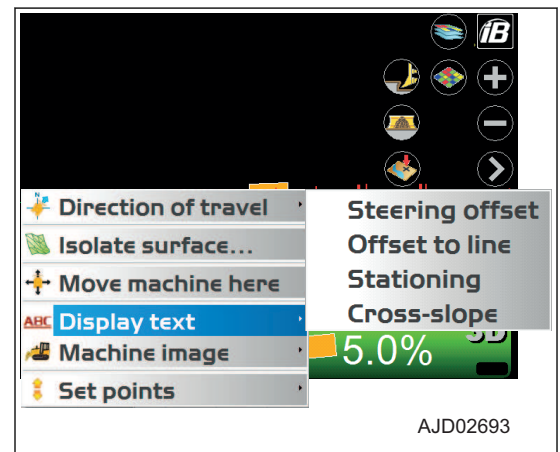 iB
Direction of travel
Isolate surface...
Move machine here
ABC Display text
Machine image
Set points
Steering offset
Offset to line
Stationing
Cross-slope
3D
5.0%
AJD02693